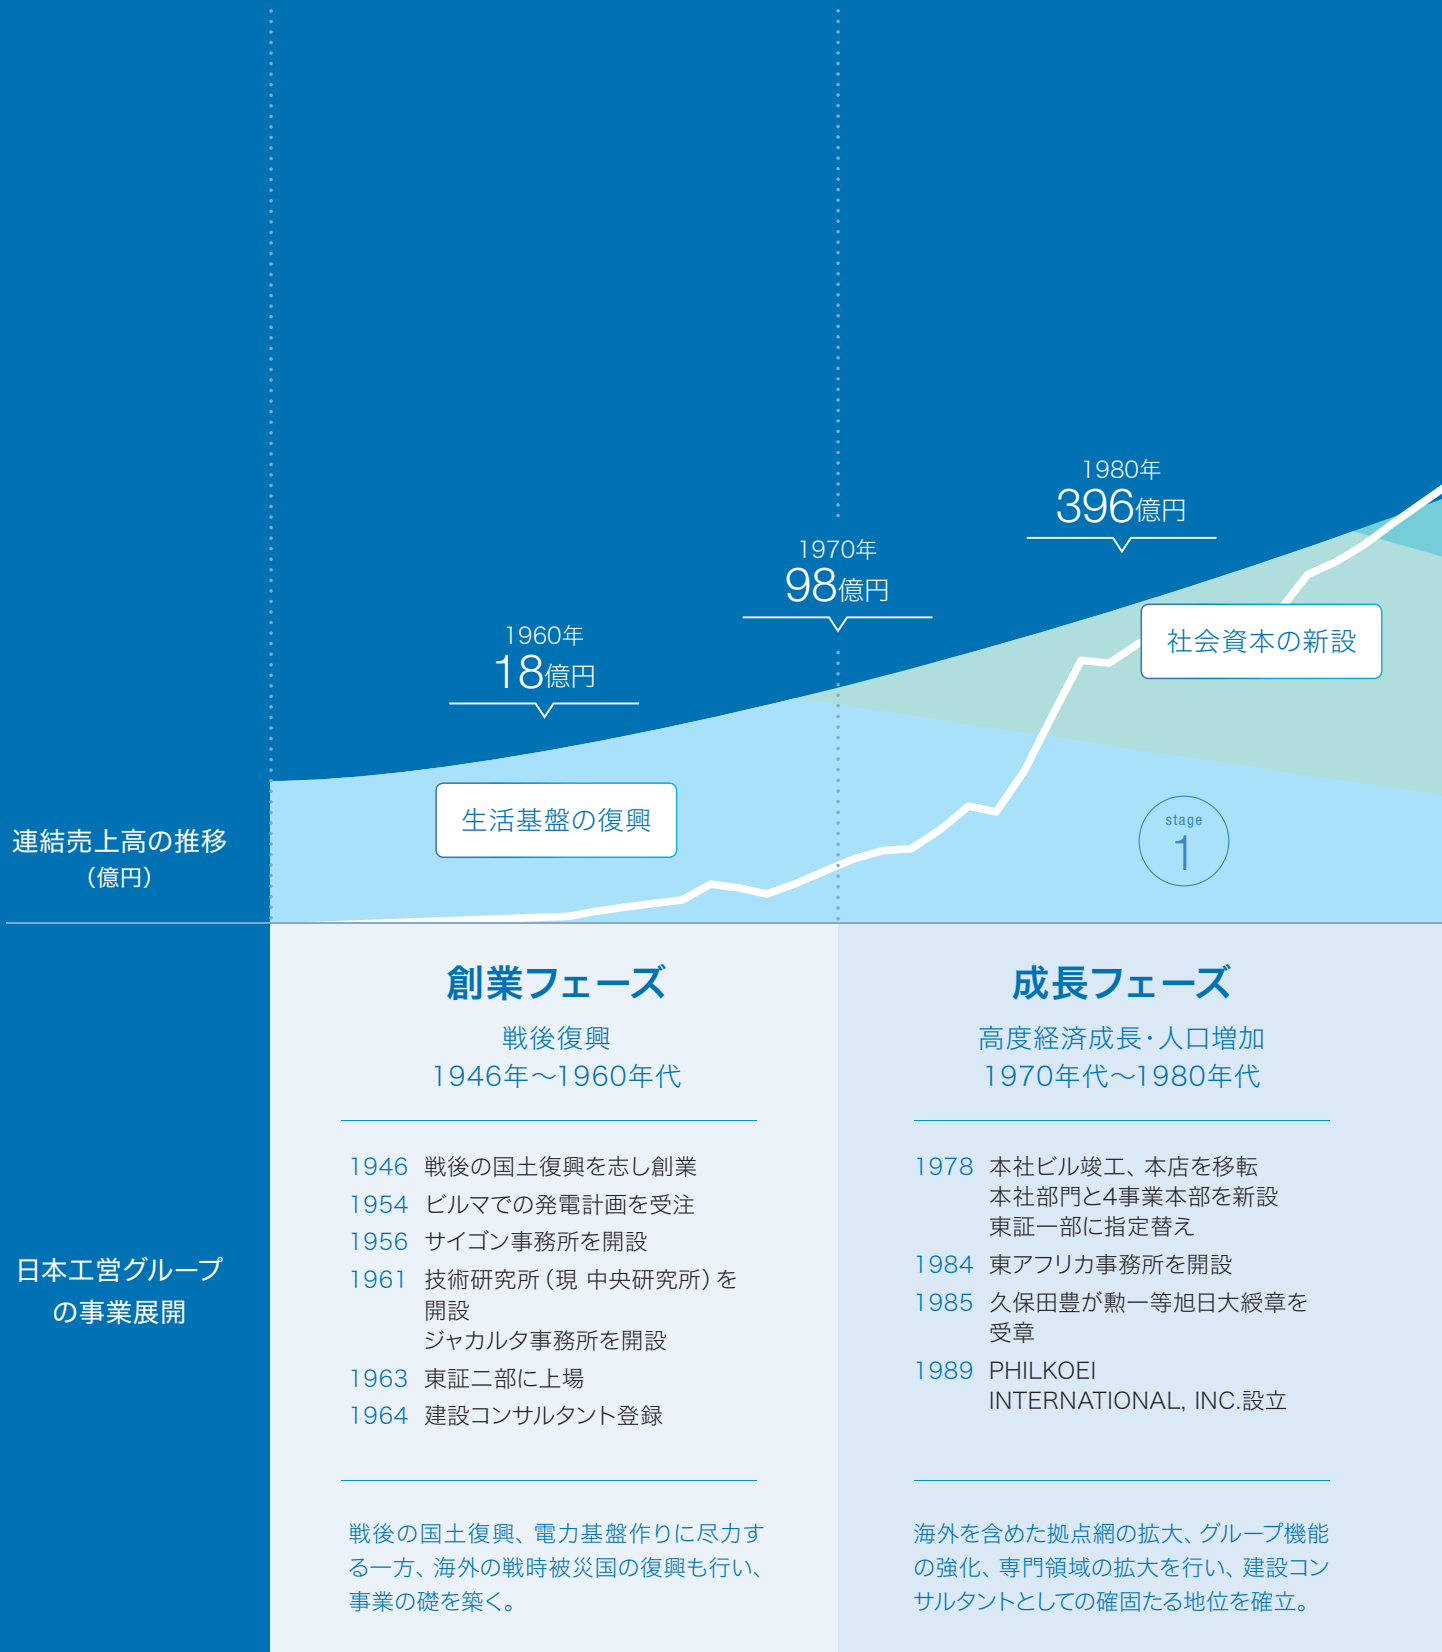 1980年
396億円
1970年
98億円
1960年
18億円
社会資本の新設
生活基盤の復興
stage
1
連結売上高の推移
（億円）
創業フェーズ
戦後復興
1946年～1960年代
1946 戦後の国土復興を志し創業
1954 ビルマでの発電計画を受注
1956 サイゴン事務所を開設
1961 技術研究所（現 中央研究所）を
開設
ジャカルタ事務所を開設
1963 東証二部に上場
1964 建設コンサルタント登録
戦後の国土復興、電力基盤作りに尽力す
る一方、海外の戦時被災国の復興も行い、
事業の礎を築く。
成長フェーズ
高度経済成長・人口増加
1970年代～1980年代
1978 本社ビル竣工、本店を移転
本社部門と4事業本部を新設
東証一部に指定替え
1984 東アフリカ事務所を開設
1985 久保田豊が勲一等旭日大綬章を
受章
1989 PHILKOEI
INTERNATIONAL, INC.設立
海外を含めた拠点網の拡大、グループ機能
の強化、専門領域の拡大を行い、建設コン
サルタントとしての確固たる地位を確立。
日本工営グループ
の事業展開